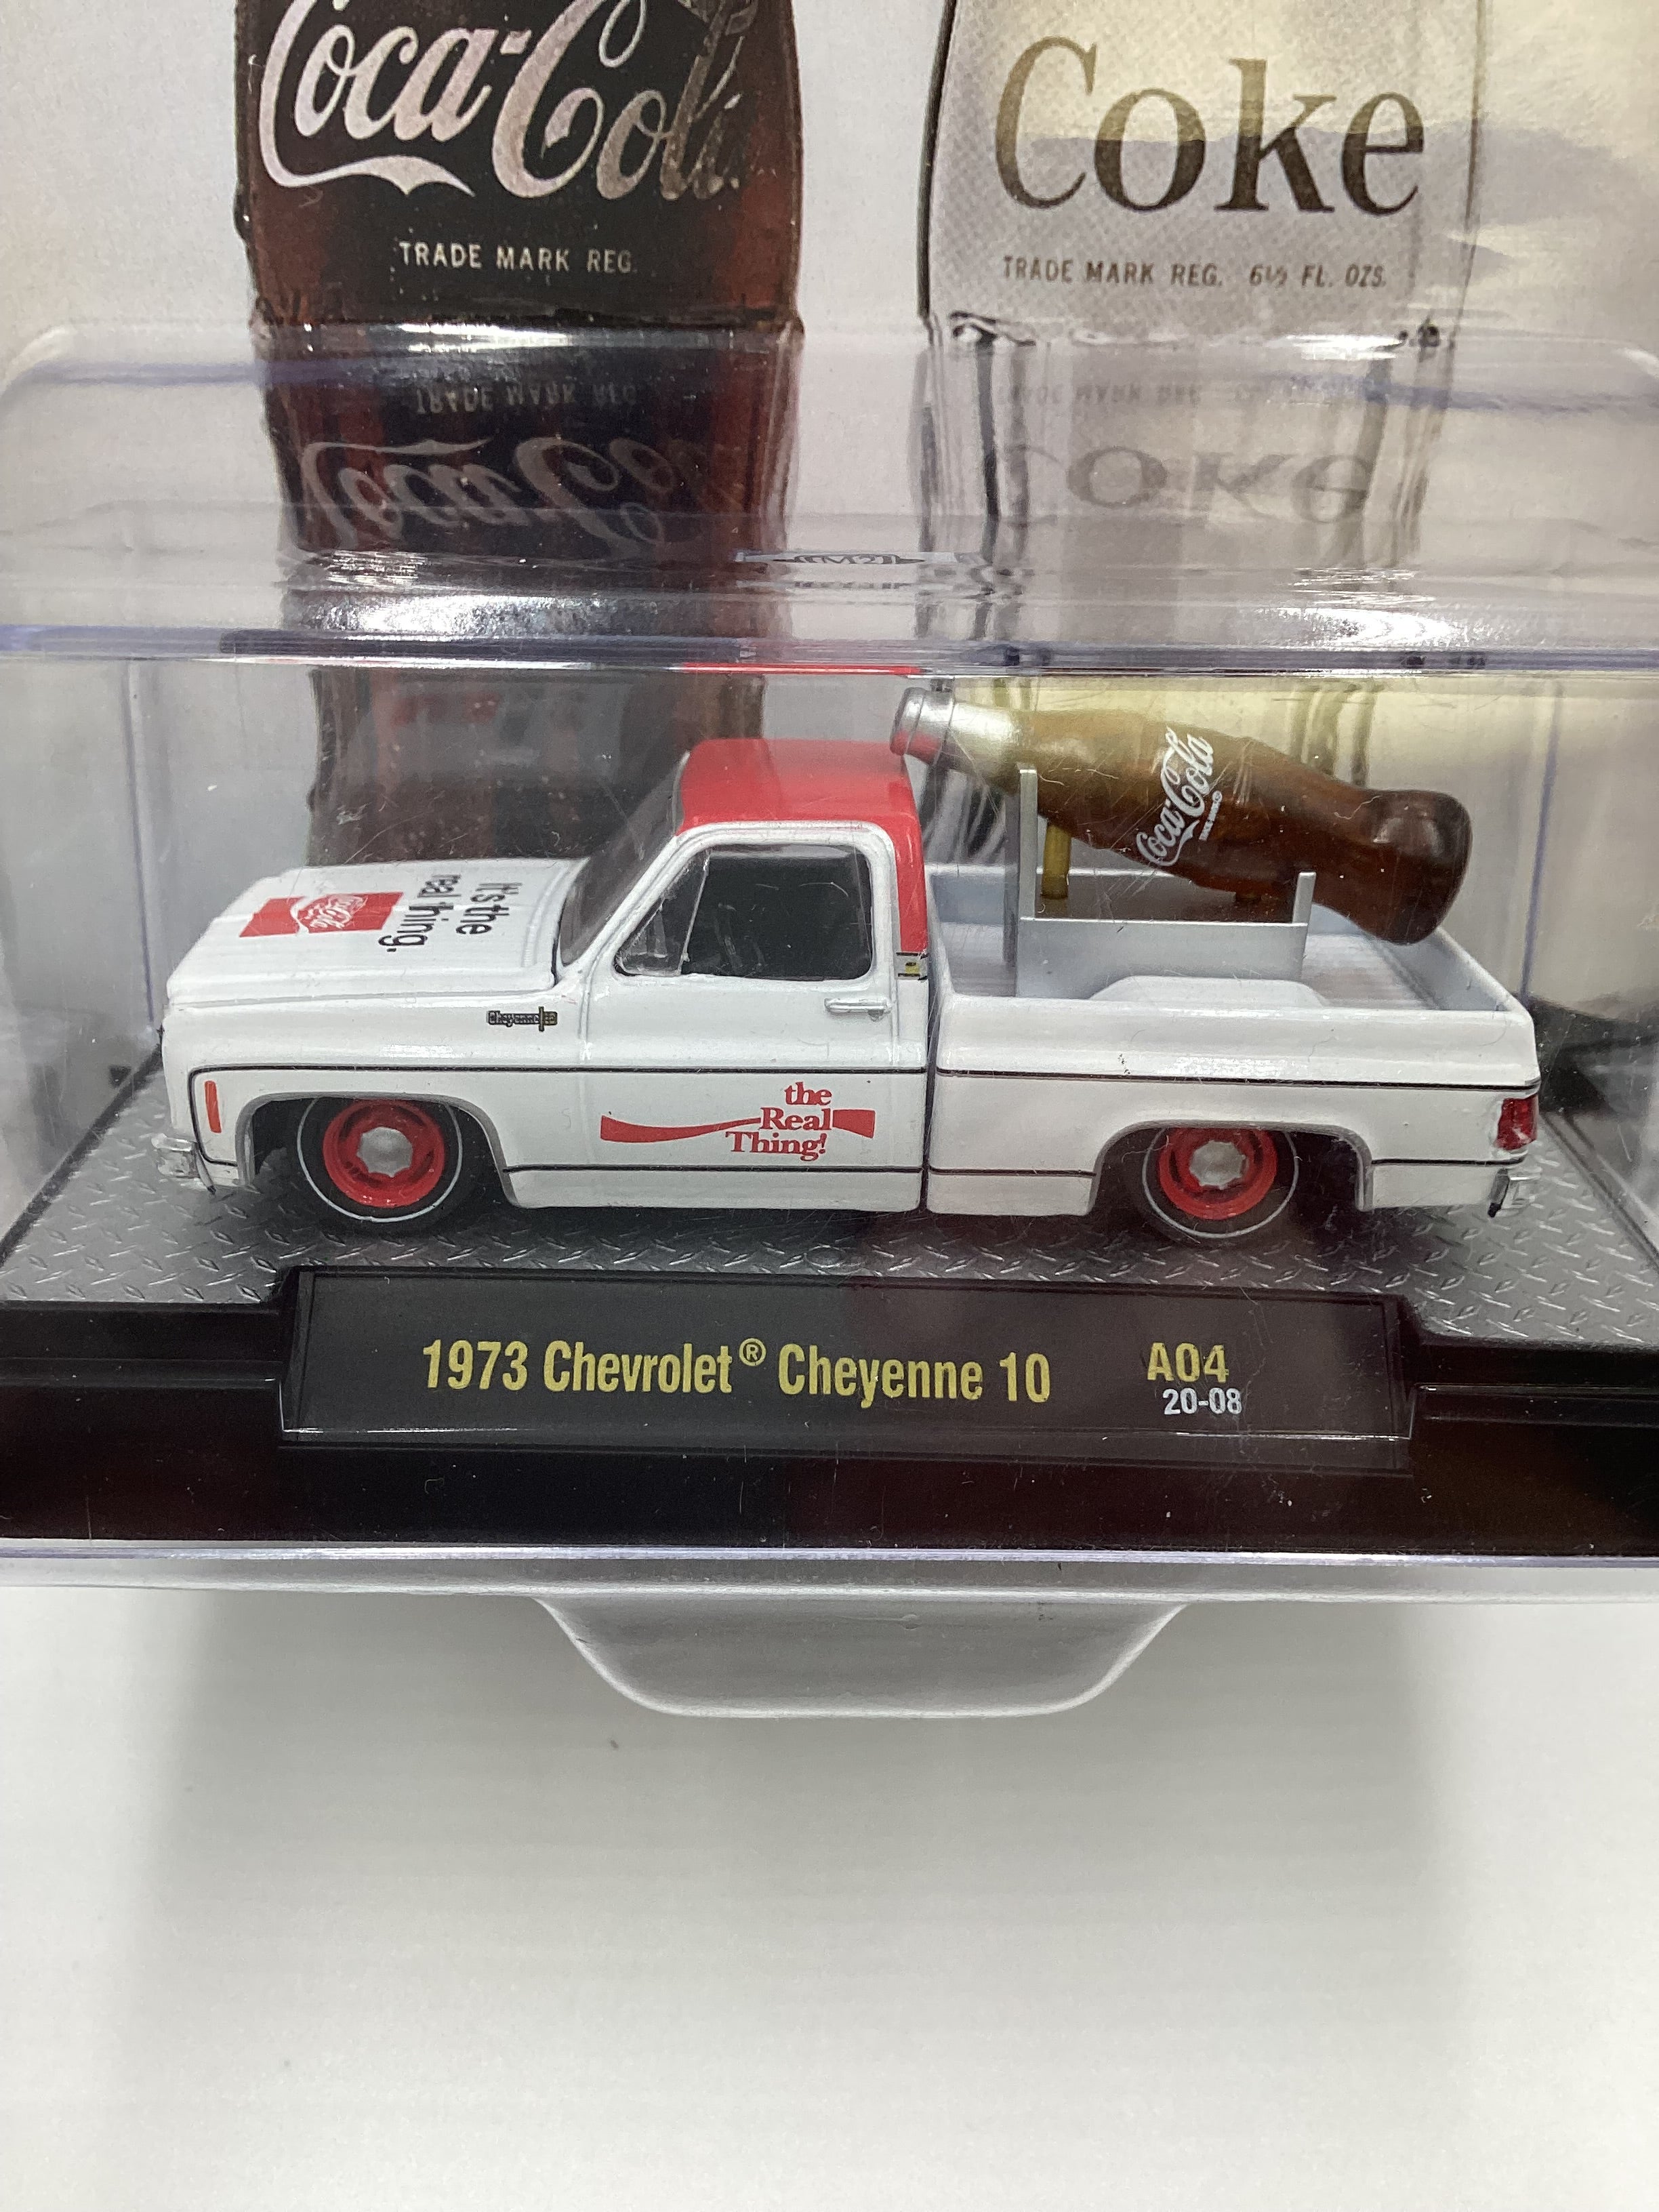 Coca-Cola
TRADE MARK REG.
Coke
TRADE MARK REG. 6½ FL. OZS.
Coca-Cola
It's the
real thing.
Coca-Cola
Cheyenne 10
the
Real
Thing!
1973 Chevrolet® Cheyenne 10
A04
20-08